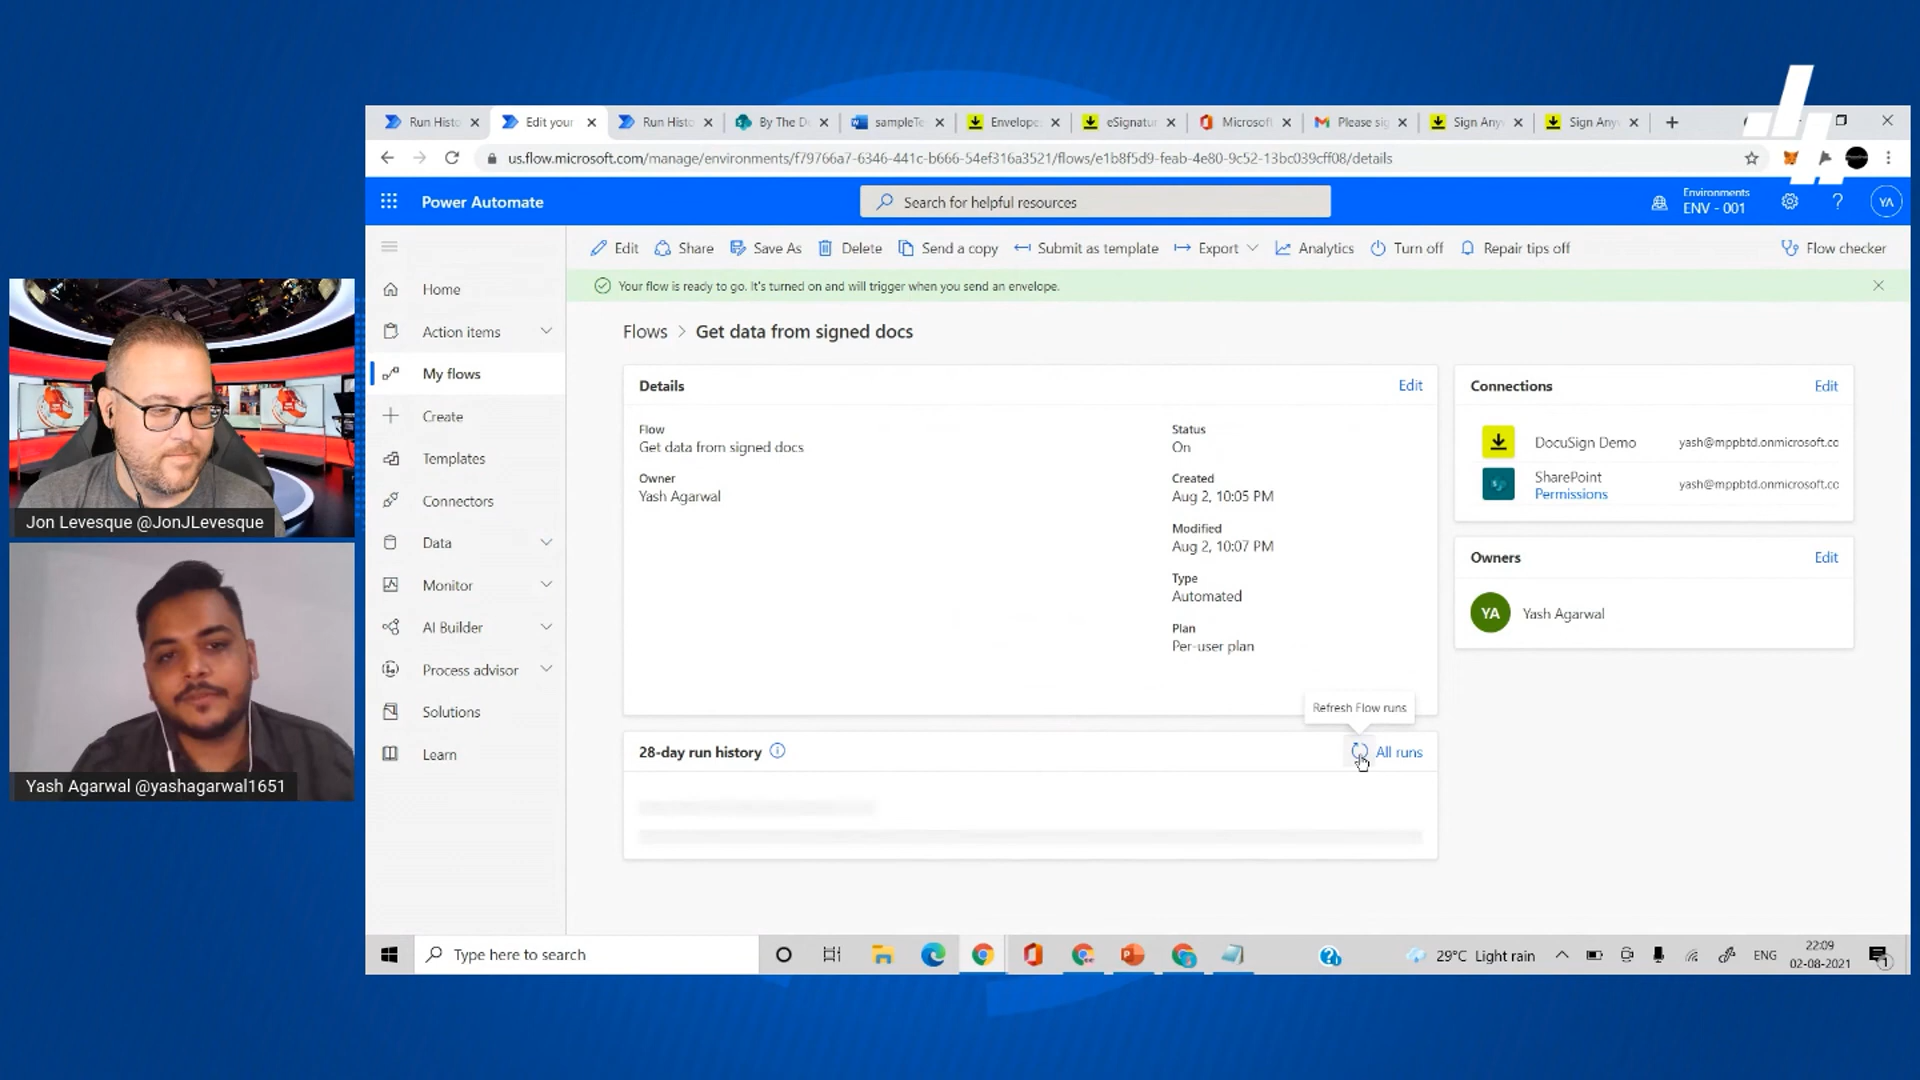 Run Histo
Edit your
Run Histo
By The D
sampleTe
Envelope
eSignatur
Microsoft
Please sig
Sign Any
Sign Any
us.flow.microsoft.com/manage/environments/f79766a7-6346-441c-b666-54ef316a3521/flows/e1b8f5d9-feab-4e80-9c52-13bc039cff08/details
Power Automate
Search for helpful resources
Environments
ENV - 001
?
YA
Edit
Share
Save As
Delete
Send a copy
Submit as template
Export
Analytics
Turn off
Repair tips off
Flow checker
Your flow is ready to go. It's turned on and will trigger when you send an envelope.
Home
Action items
My flows
Create
Templates
Connectors
Data
Monitor
AI Builder
Process advisor
Solutions
Learn
Flows > Get data from signed docs
Details
Edit
Flow
Get data from signed docs
Owner
Yash Agarwal
Status
On
Created
Aug 2, 10:05 PM
Modified
Aug 2, 10:07 PM
Type
Automated
Plan
Per-user plan
Connections
Edit
DocuSign Demo
yash@mppbtd.onmicrosoft.co
SharePoint
Permissions
yash@mppbtd.onmicrosoft.co
Owners
Edit
YA
Yash Agarwal
Refresh Flow runs
28-day run history
All runs
Jon Levesque @JonJLevesque
Yash Agarwal @yashagarwal1651
Type here to search
29°C Light rain
ENG
22:09
02-08-2021
1